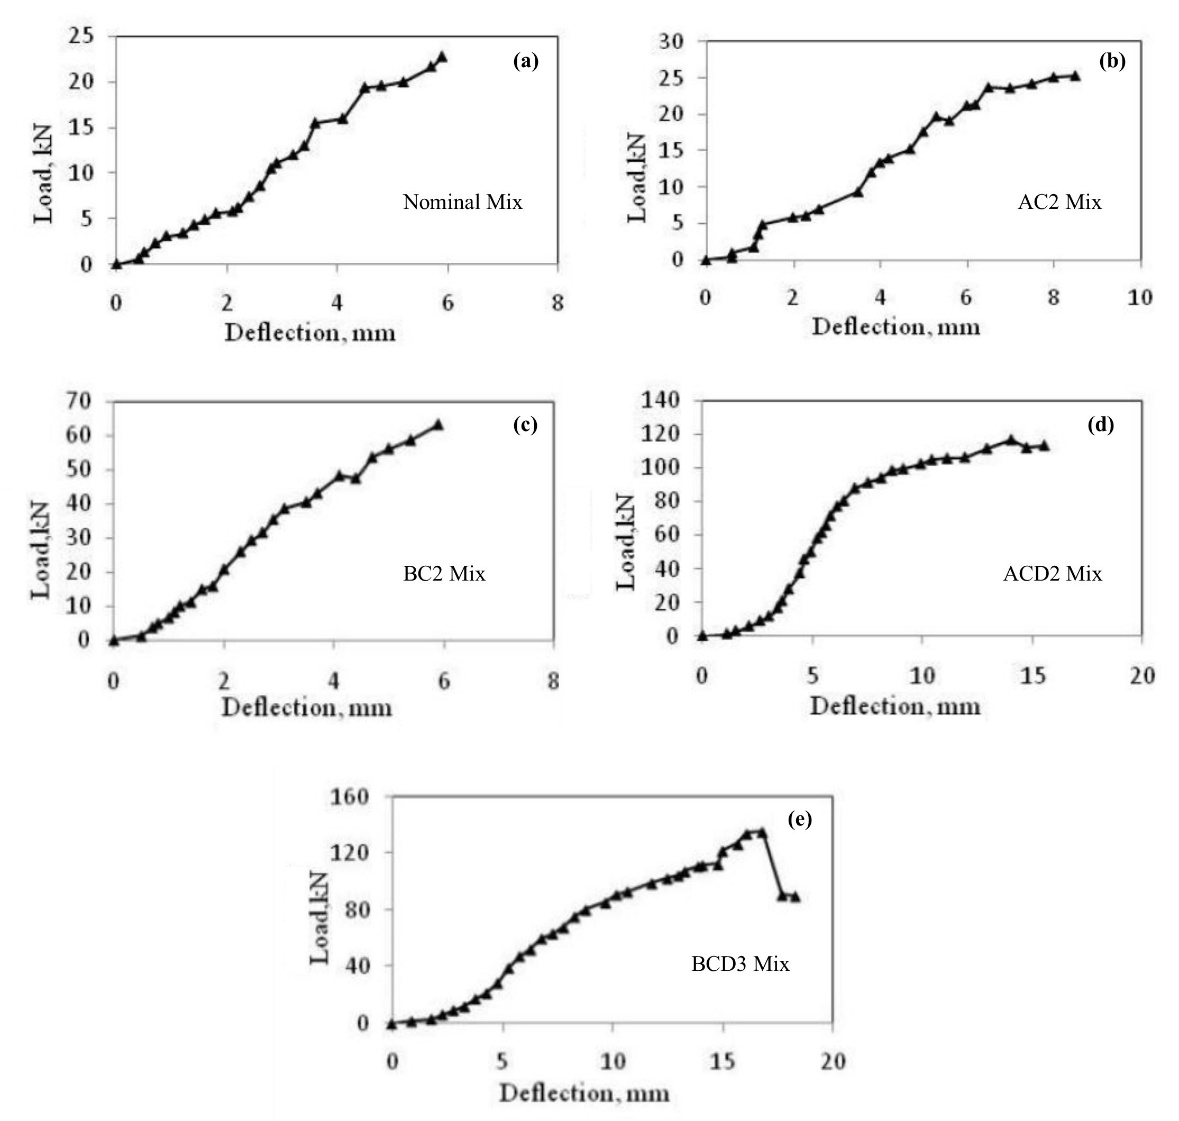 25
20
15
10
5
0
Load, kN
(a)
Nominal Mix
0 2 4 6 8
Deflection, mm
30
25
20
15
10
5
0
Load,kN
(b)
AC2 Mix
0 2 4 6 8 10
Deflection, mm
70
60
50
40
30
20
10
0
Load,kN
(c)
BC2 Mix
0 2 4 6 8
Deflection, mm
140
120
100
80
60
40
20
0
Load,kN
(d)
ACD2 Mix
0 5 10 15 20
Deflection, mm
160
120
80
40
0
Load,kN
(e)
BCD3 Mix
0 5 10 15 20
Deflection, mm